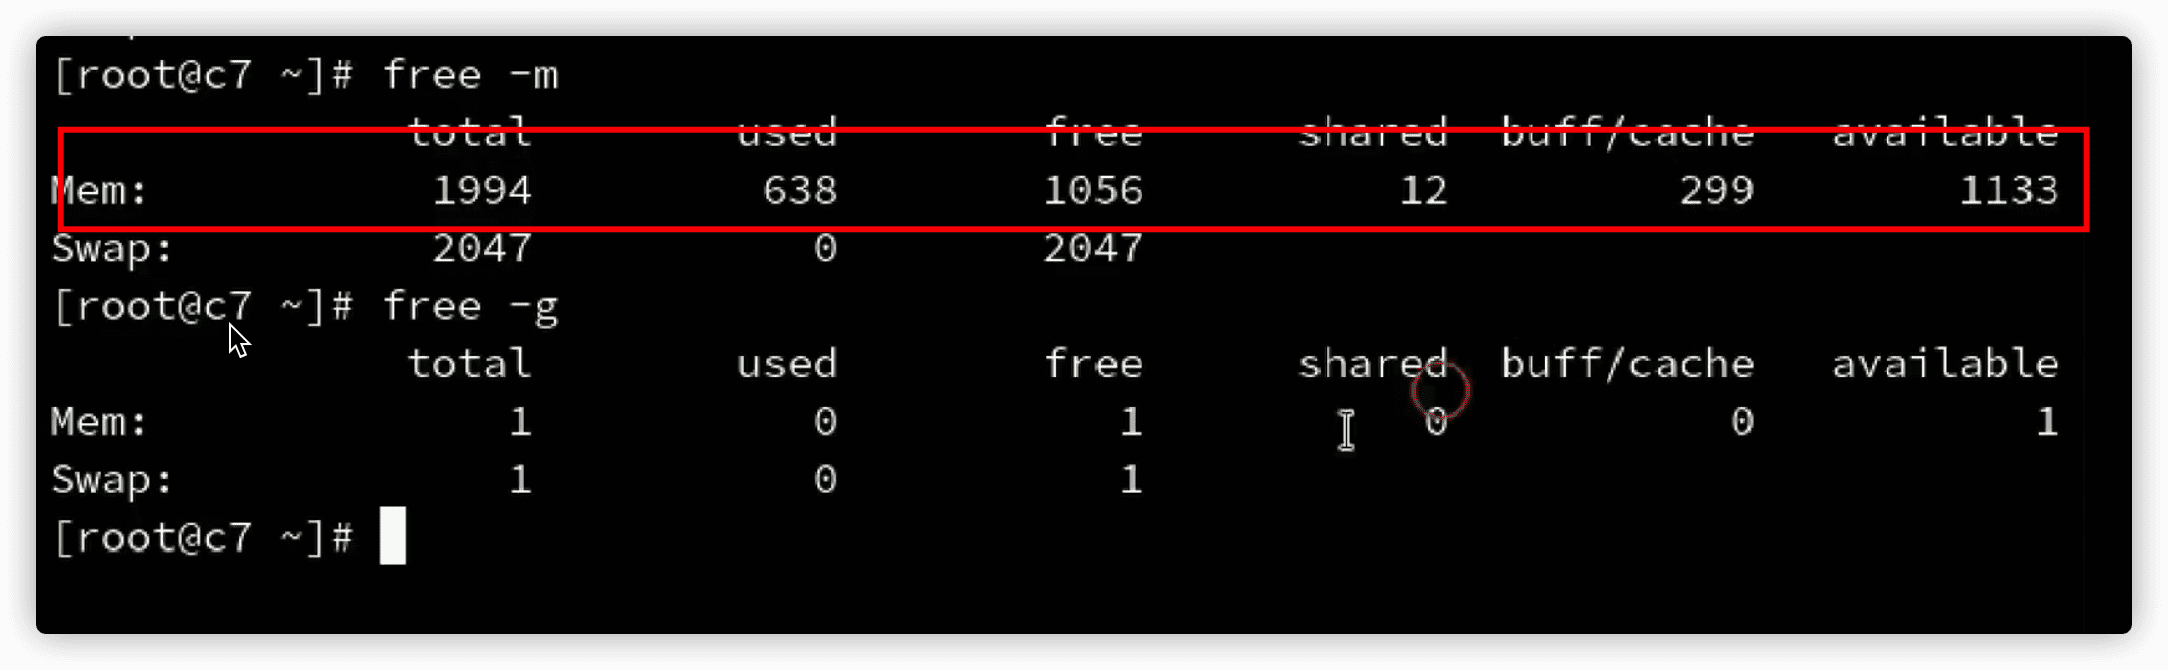 [root@c7 ~]# free -m
total used free shared buff/cache available
Mem: 1994 638 1056 12 299 1133
Swap: 2047 0 2047
[root@c7 ~]# free -g
total used free shared buff/cache available
Mem: 1 0 1 0 0 1
Swap: 1 0 1
[root@c7 ~]#